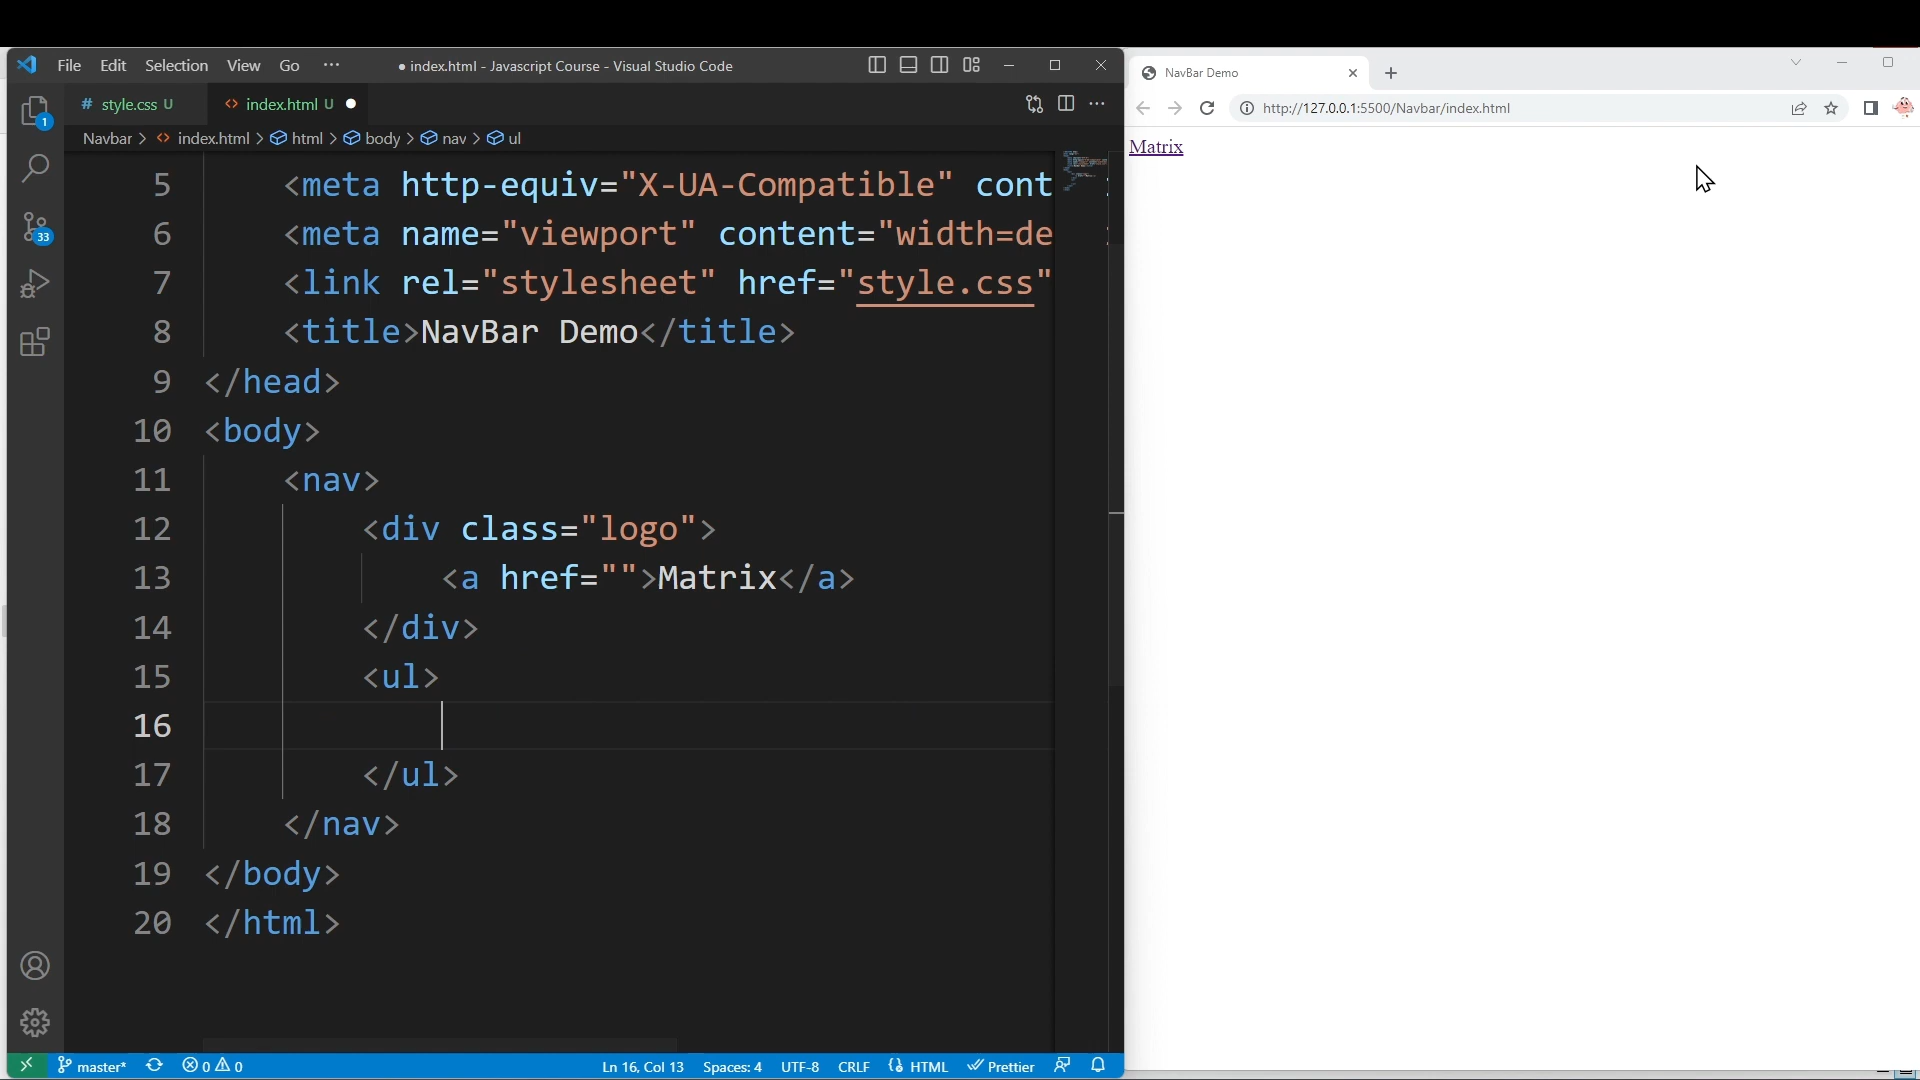 File Edit Selection View Go ··· ● index.html - Javascript Course - Visual Studio Code
# style.css U <> index.html U ●
Navbar > <> index.html > html > body > nav > ul
5 <meta http-equiv="X-UA-Compatible" cont
6 <meta name="viewport" content="width=de
7 <link rel="stylesheet" href="style.css"
8 <title>NavBar Demo</title>
9 </head>
10 <body>
11 <nav>
12 <div class="logo">
13 <a href="">Matrix</a>
14 </div>
15 <ul>
16
17 </ul>
18 </nav>
19 </body>
20 </html>
1
33
master* 0 0 Ln 16, Col 13 Spaces: 4 UTF-8 CRLF HTML Prettier
NavBar Demo
http://127.0.0.1:5500/Navbar/index.html
Matrix